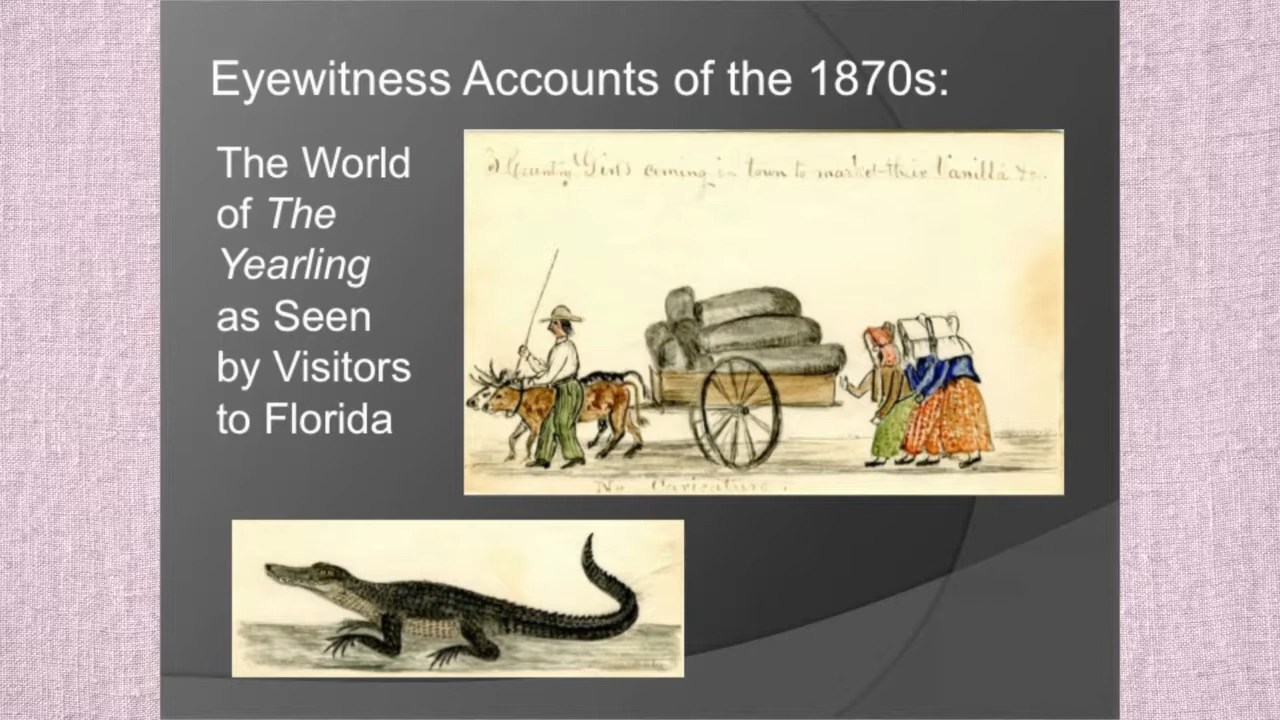 Eyewitness Accounts of the 1870s:
The World
of The
Yearling
as Seen
by Visitors
to Florida
Country Girls coming in town to market their Vanilla &c.
No Caricature.